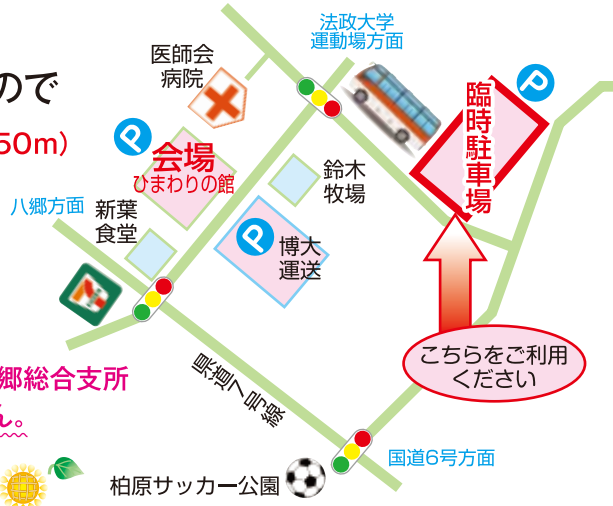 ので
50m）
法政大学
運動場方面
医師会
病院
P
P
臨時駐車場
会場
ひまわりの館
鈴木
牧場
八郷方面
新葉
食堂
P
博大
運送
7
こちらをご利用
ください
県道7号線
郷総合支所
ん。
国道6号方面
柏原サッカー公園